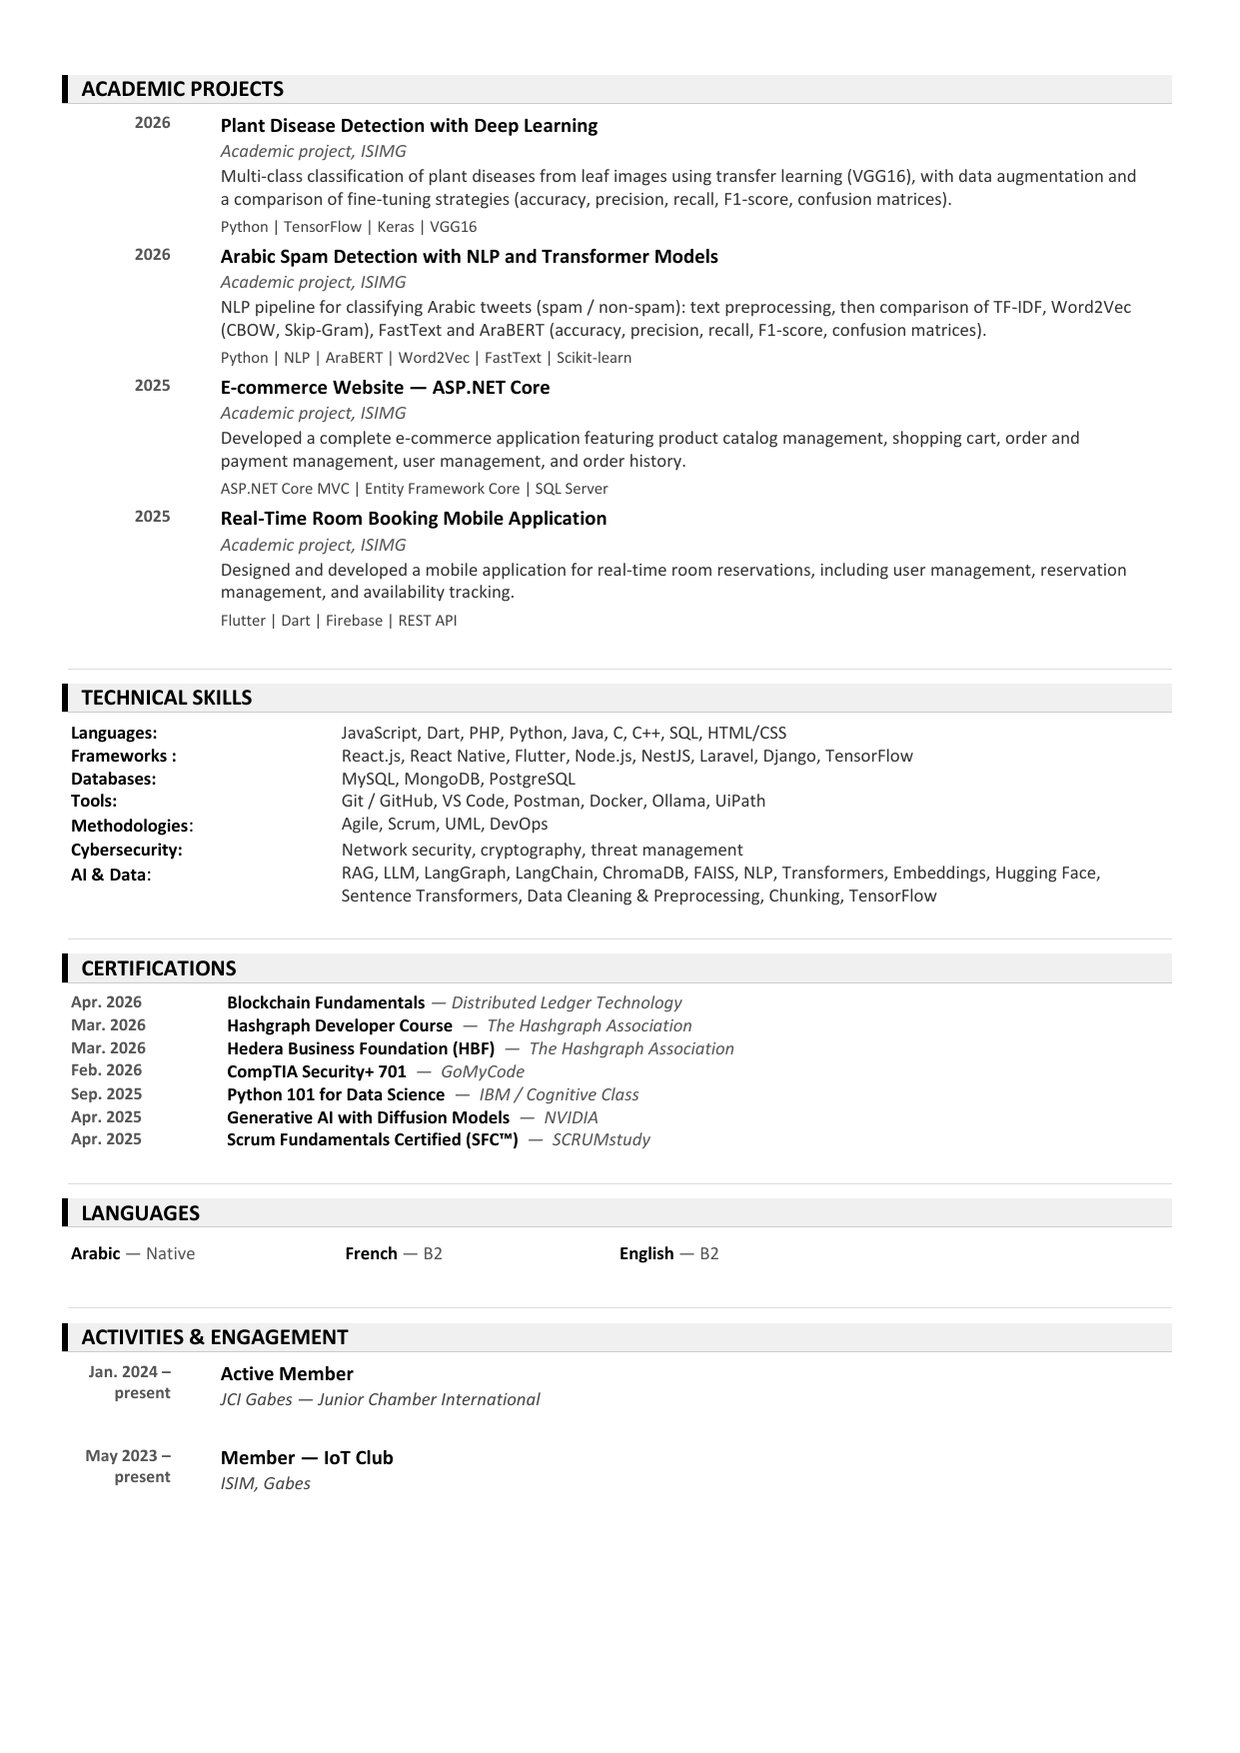 ACADEMIC PROJECTS
2026 Plant Disease Detection with Deep Learning
Academic project, ISIMG
Multi-class classification of plant diseases from leaf images using transfer learning (VGG16), with data augmentation and
a comparison of fine-tuning strategies (accuracy, precision, recall, F1-score, confusion matrices).
Python | TensorFlow | Keras | VGG16
2026 Arabic Spam Detection with NLP and Transformer Models
Academic project, ISIMG
NLP pipeline for classifying Arabic tweets (spam / non-spam): text preprocessing, then comparison of TF-IDF, Word2Vec
(CBOW, Skip-Gram), FastText and AraBERT (accuracy, precision, recall, F1-score, confusion matrices).
Python | NLP | AraBERT | Word2Vec | FastText | Scikit-learn
2025 E-commerce Website — ASP.NET Core
Academic project, ISIMG
Developed a complete e-commerce application featuring product catalog management, shopping cart, order and
payment management, user management, and order history.
ASP.NET Core MVC | Entity Framework Core | SQL Server
2025 Real-Time Room Booking Mobile Application
Academic project, ISIMG
Designed and developed a mobile application for real-time room reservations, including user management, reservation
management, and availability tracking.
Flutter | Dart | Firebase | REST API
TECHNICAL SKILLS
Languages: JavaScript, Dart, PHP, Python, Java, C, C++, SQL, HTML/CSS
Frameworks : React.js, React Native, Flutter, Node.js, NestJS, Laravel, Django, TensorFlow
Databases: MySQL, MongoDB, PostgreSQL
Tools: Git / GitHub, VS Code, Postman, Docker, Ollama, UiPath
Methodologies: Agile, Scrum, UML, DevOps
Cybersecurity: Network security, cryptography, threat management
AI & Data: RAG, LLM, LangGraph, LangChain, ChromaDB, FAISS, NLP, Transformers, Embeddings, Hugging Face,
Sentence Transformers, Data Cleaning & Preprocessing, Chunking, TensorFlow
CERTIFICATIONS
Apr. 2026 Blockchain Fundamentals — Distributed Ledger Technology
Mar. 2026 Hashgraph Developer Course — The Hashgraph Association
Mar. 2026 Hedera Business Foundation (HBF) — The Hashgraph Association
Feb. 2026 CompTIA Security+ 701 — GoMyCode
Sep. 2025 Python 101 for Data Science — IBM / Cognitive Class
Apr. 2025 Generative AI with Diffusion Models — NVIDIA
Apr. 2025 Scrum Fundamentals Certified (SFC™) — SCRUMstudy
LANGUAGES
Arabic — Native French — B2 English — B2
ACTIVITIES & ENGAGEMENT
Jan. 2024 – Active Member
present JCI Gabes — Junior Chamber International
May 2023 – Member — IoT Club
present ISIM, Gabes